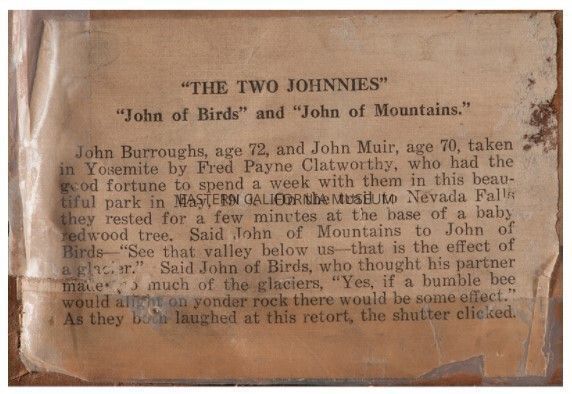 "THE TWO JOHNNIES"
"John of Birds" and "John of Mountains."
John Burroughs, age 72, and John Muir, age 70, taken
in Yosemite by Fred Payne Clatworthy, who had the
good fortune to spend a week with them in this beau-
tiful park in Nevada Falls
EASTERN CALIFORNIA MUSEUM
they rested for a few minutes at the base of a baby
redwood tree. Said John of Mountains to John of
Birds—"See that valley below us—that is the effect of
a glacier." Said John of Birds, who thought his partner
made too much of the glaciers, "Yes, if a bumble bee
would alight on yonder rock there would be some effect."
As they both laughed at this retort, the shutter clicked.